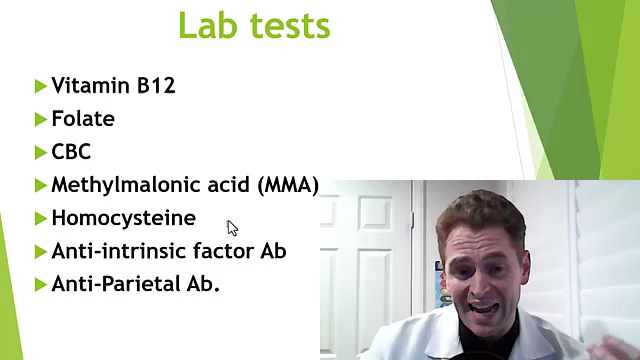 Lab tests
Vitamin B12
Folate
CBC
Methylmalonic acid (MMA)
Homocysteine
Anti-intrinsic factor Ab
Anti-Parietal Ab.